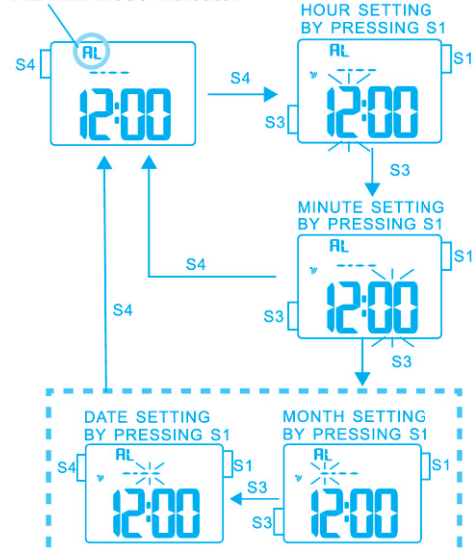 HOUR SETTING
BY PRESSING S1
AL
S4
12:00
S4
AL
S1
12:00
S3
S3
MINUTE SETTING
BY PRESSING S1
AL
S1
12:00
S3
S4
S3
S4
DATE SETTING
BY PRESSING S1
AL
S4
S1
12:00
S3
MONTH SETTING
BY PRESSING S1
AL
S1
12:00
S3